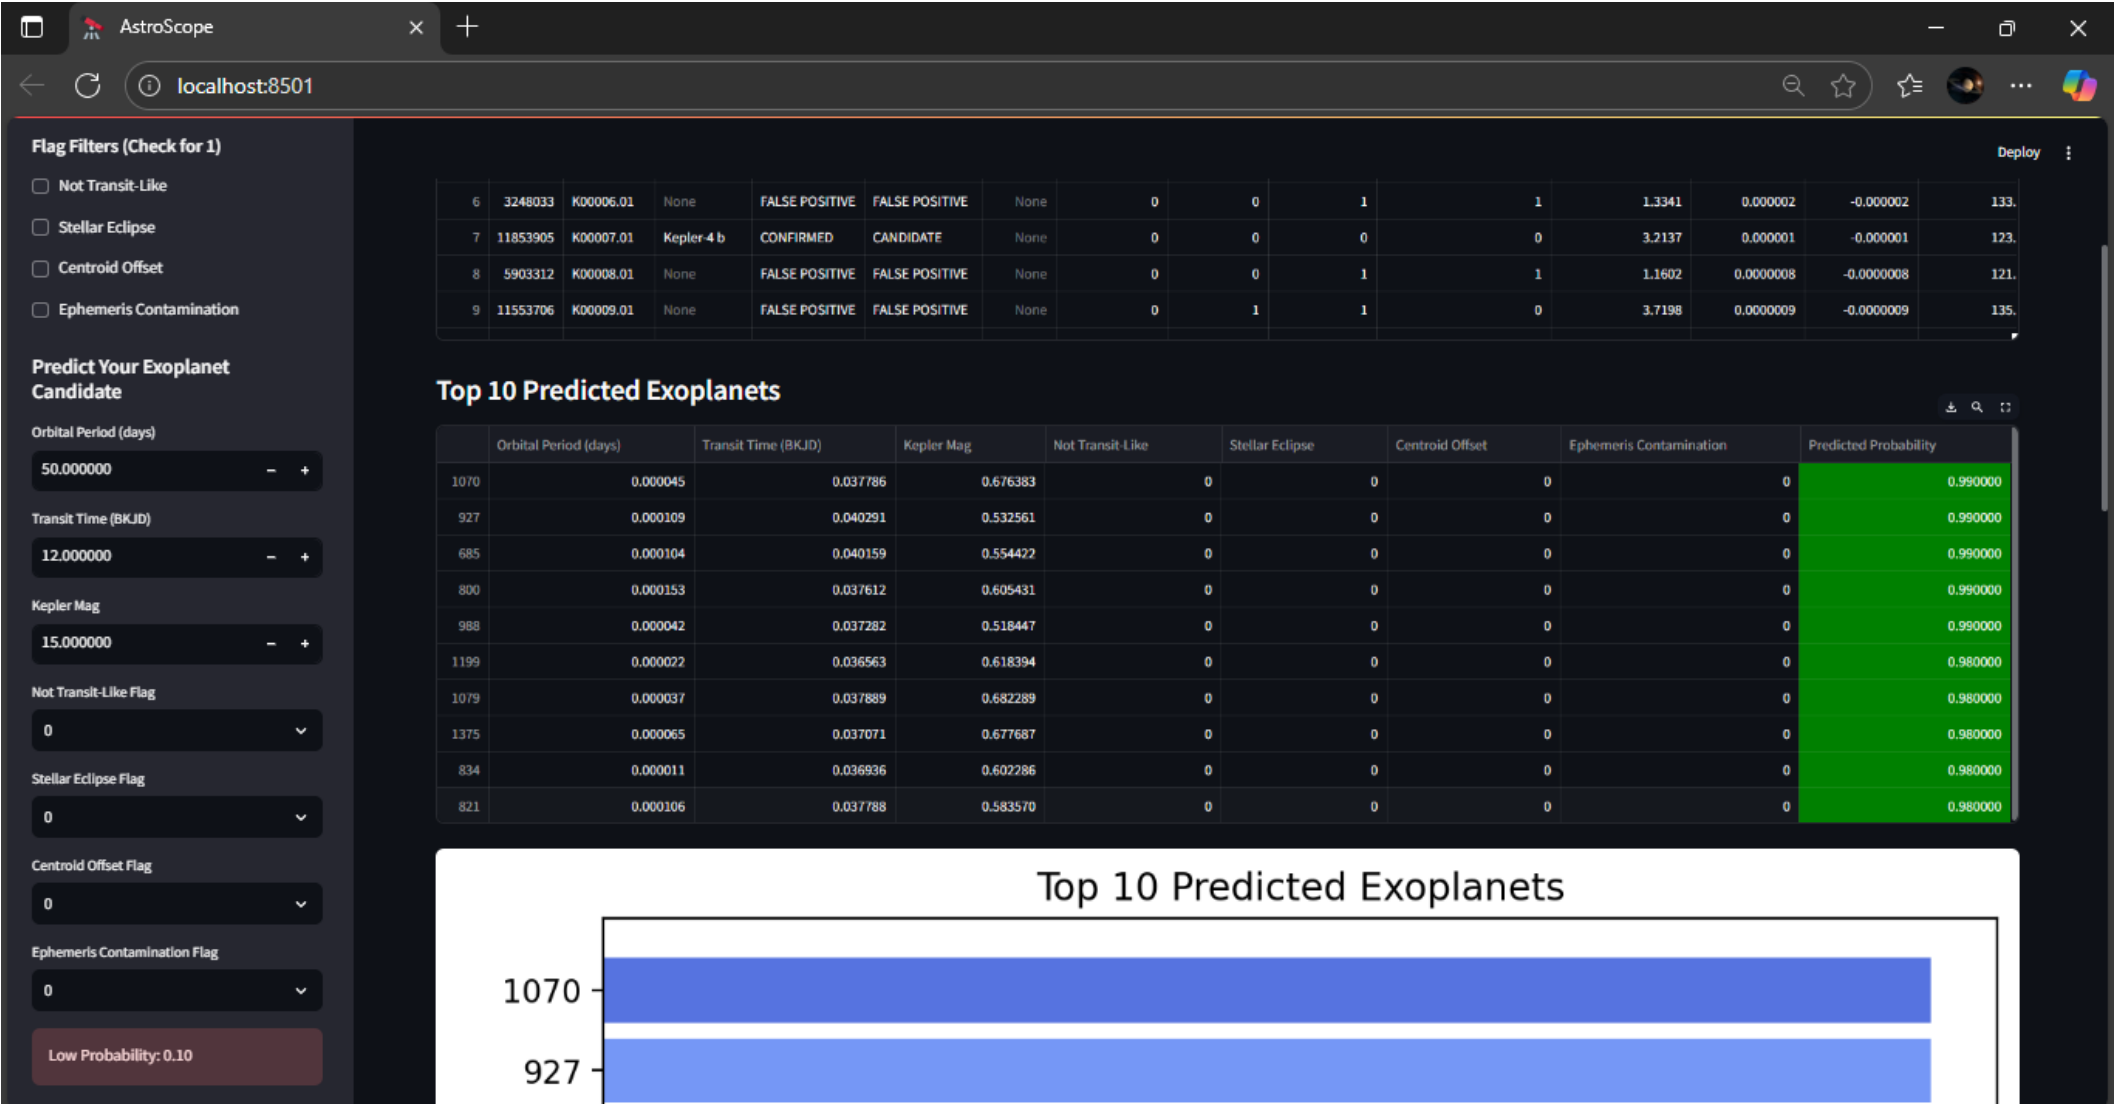 AstroScope
localhost:8501
Flag Filters (Check for 1)
Not Transit-Like
Stellar Eclipse
Centroid Offset
Ephemeris Contamination
Predict Your Exoplanet
Candidate
Orbital Period (days)
50.000000 - +
Transit Time (BKJD)
12.000000 - +
Kepler Mag
15.000000 - +
Not Transit-Like Flag
0
Stellar Eclipse Flag
0
Centroid Offset Flag
0
Ephemeris Contamination Flag
0
Low Probability: 0.10
Deploy
6 3248033 K00006.01 None FALSE POSITIVE FALSE POSITIVE None 0 0 1 1 1.3341 0.000002 -0.000002 133.
7 11853905 K00007.01 Kepler-4 b CONFIRMED CANDIDATE None 0 0 0 0 3.2137 0.000001 -0.000001 123.
8 5903312 K00008.01 None FALSE POSITIVE FALSE POSITIVE None 0 0 1 1 1.1602 0.0000008 -0.0000008 121.
9 11553706 K00009.01 None FALSE POSITIVE FALSE POSITIVE None 0 1 1 0 3.7198 0.0000009 -0.0000009 135.
Top 10 Predicted Exoplanets
Orbital Period (days) Transit Time (BKJD) Kepler Mag Not Transit-Like Stellar Eclipse Centroid Offset Ephemeris Contamination Predicted Probability
1070 0.000045 0.037786 0.676383 0 0 0 0 0.990000
927 0.000109 0.040291 0.532561 0 0 0 0 0.990000
685 0.000104 0.040159 0.554422 0 0 0 0 0.990000
800 0.000153 0.037612 0.605431 0 0 0 0 0.990000
988 0.000042 0.037282 0.518447 0 0 0 0 0.990000
1199 0.000022 0.036563 0.618394 0 0 0 0 0.980000
1079 0.000037 0.037889 0.682289 0 0 0 0 0.980000
1375 0.000065 0.037071 0.677687 0 0 0 0 0.980000
834 0.000011 0.036936 0.602286 0 0 0 0 0.980000
821 0.000106 0.037788 0.583570 0 0 0 0 0.980000
Top 10 Predicted Exoplanets
1070
927